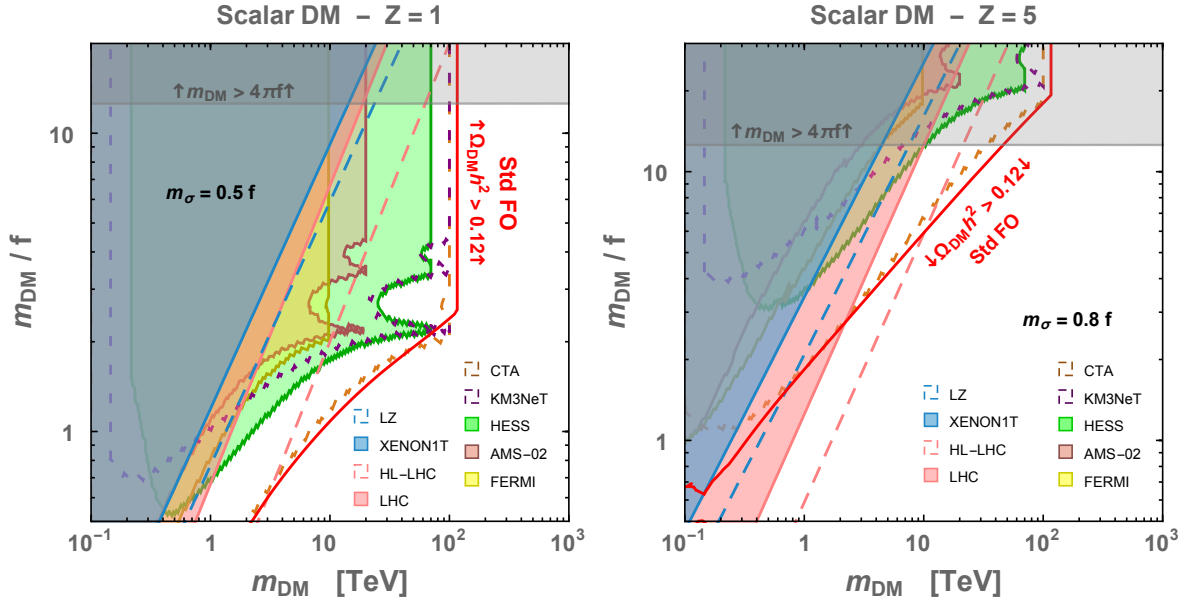 Scalar DM – Z = 1
m_DM / f
10
1
↑m_DM > 4πf↑
m_σ = 0.5 f
Std FO
↑Ω_DM h² > 0.12↑
CTA
KM3NeT
HESS
AMS-02
FERMI
LZ
XENON1T
HL-LHC
LHC
10⁻¹ 1 10 10² 10³
m_DM [TeV]
Scalar DM – Z = 5
m_DM / f
10
1
↑m_DM > 4πf↑
↓Ω_DM h² > 0.12↓
Std FO
m_σ = 0.8 f
CTA
KM3NeT
HESS
AMS-02
FERMI
LZ
XENON1T
HL-LHC
LHC
10⁻¹ 1 10 10² 10³
m_DM [TeV]